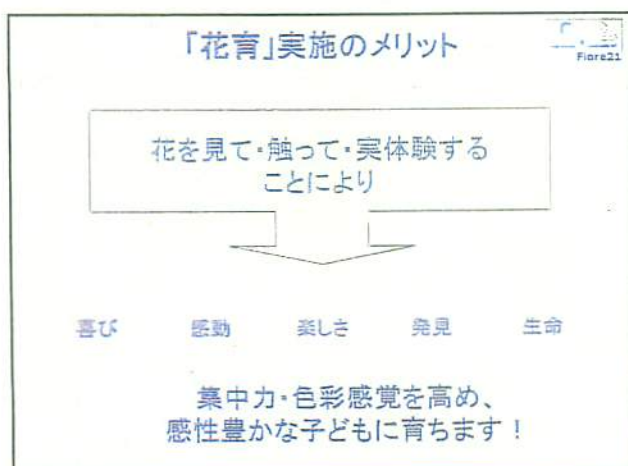 「花育」実施のメリット
Fiore21
花を見て・触って・実体験する
ことにより
喜び 感動 楽しさ 発見 生命
集中力・色彩感覚を高め、
感性豊かな子どもに育ちます！